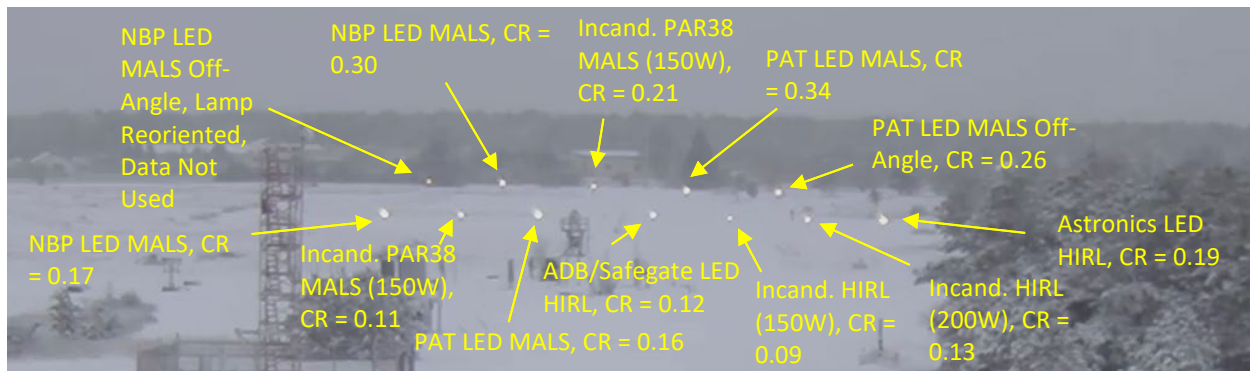 NBP LED
MALS Off-
Angle, Lamp
Reoriented,
Data Not
Used
NBP LED MALS, CR =
0.30
Incand. PAR38
MALS (150W),
CR = 0.21
PAT LED MALS, CR
= 0.34
PAT LED MALS Off-
Angle, CR = 0.26
NBP LED MALS, CR
= 0.17
Incand. PAR38
MALS (150W),
CR = 0.11
PAT LED MALS, CR = 0.16
ADB/Safegate LED
HIRL, CR = 0.12
Incand. HIRL
(150W), CR =
0.09
Incand. HIRL
(200W), CR =
0.13
Astronics LED
HIRL, CR = 0.19